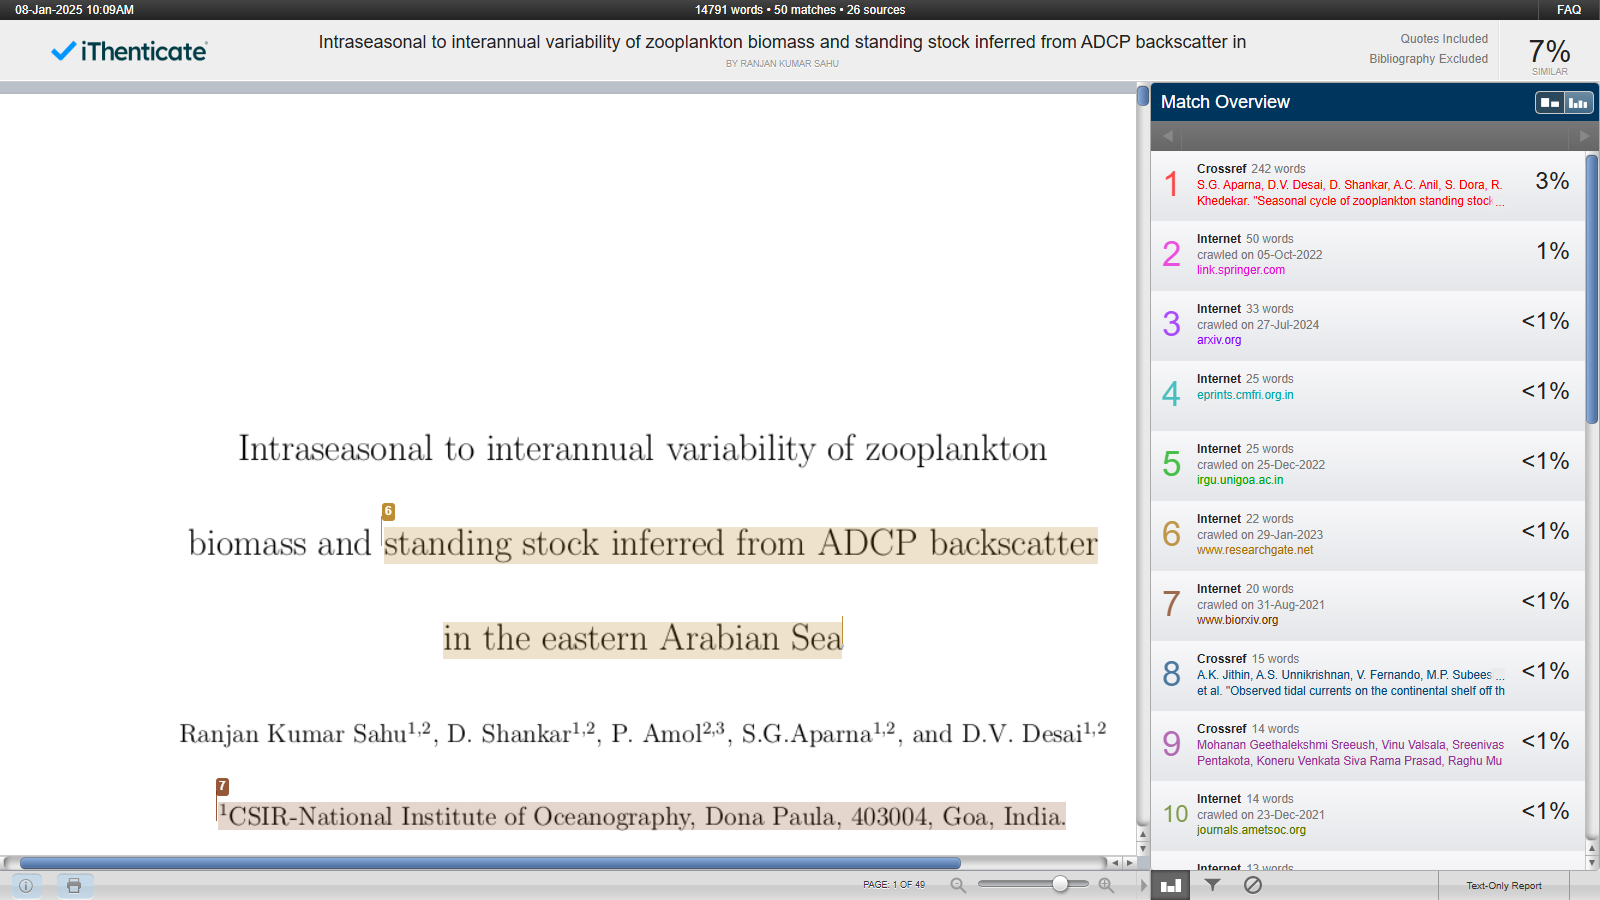 08-Jan-2025 10:09AM
14791 words • 50 matches • 26 sources
FAQ
iThenticate
Intraseasonal to interannual variability of zooplankton biomass and standing stock inferred from ADCP backscatter in
BY RANJAN KUMAR SAHU
Quotes Included
Bibliography Excluded
7%
SIMILAR
Intraseasonal to interannual variability of zooplankton
6
biomass and standing stock inferred from ADCP backscatter
in the eastern Arabian Sea
Ranjan Kumar Sahu1,2, D. Shankar1,2, P. Amol2,3, S.G.Aparna1,2, and D.V. Desai1,2
7
1CSIR-National Institute of Oceanography, Dona Paula, 403004, Goa, India.
Match Overview
1
Crossref 242 words
S.G. Aparna, D.V. Desai, D. Shankar, A.C. Anil, S. Dora, R.
Khedekar. "Seasonal cycle of zooplankton standing stock ...
3%
2
Internet 50 words
crawled on 05-Oct-2022
link.springer.com
1%
3
Internet 33 words
crawled on 27-Jul-2024
arxiv.org
<1%
4
Internet 25 words
eprints.cmfri.org.in
<1%
5
Internet 25 words
crawled on 25-Dec-2022
irgu.unigoa.ac.in
<1%
6
Internet 22 words
crawled on 29-Jan-2023
www.researchgate.net
<1%
7
Internet 20 words
crawled on 31-Aug-2021
www.biorxiv.org
<1%
8
Crossref 15 words
A.K. Jithin, A.S. Unnikrishnan, V. Fernando, M.P. Subees ...
et al. "Observed tidal currents on the continental shelf off th
<1%
9
Crossref 14 words
Mohanan Geethalekshmi Sreeush, Vinu Valsala, Sreenivas
Pentakota, Koneru Venkata Siva Rama Prasad, Raghu Mu
<1%
10
Internet 14 words
crawled on 23-Dec-2021
journals.ametsoc.org
<1%
Internet 13 words
PAGE: 1 OF 49
Text-Only Report